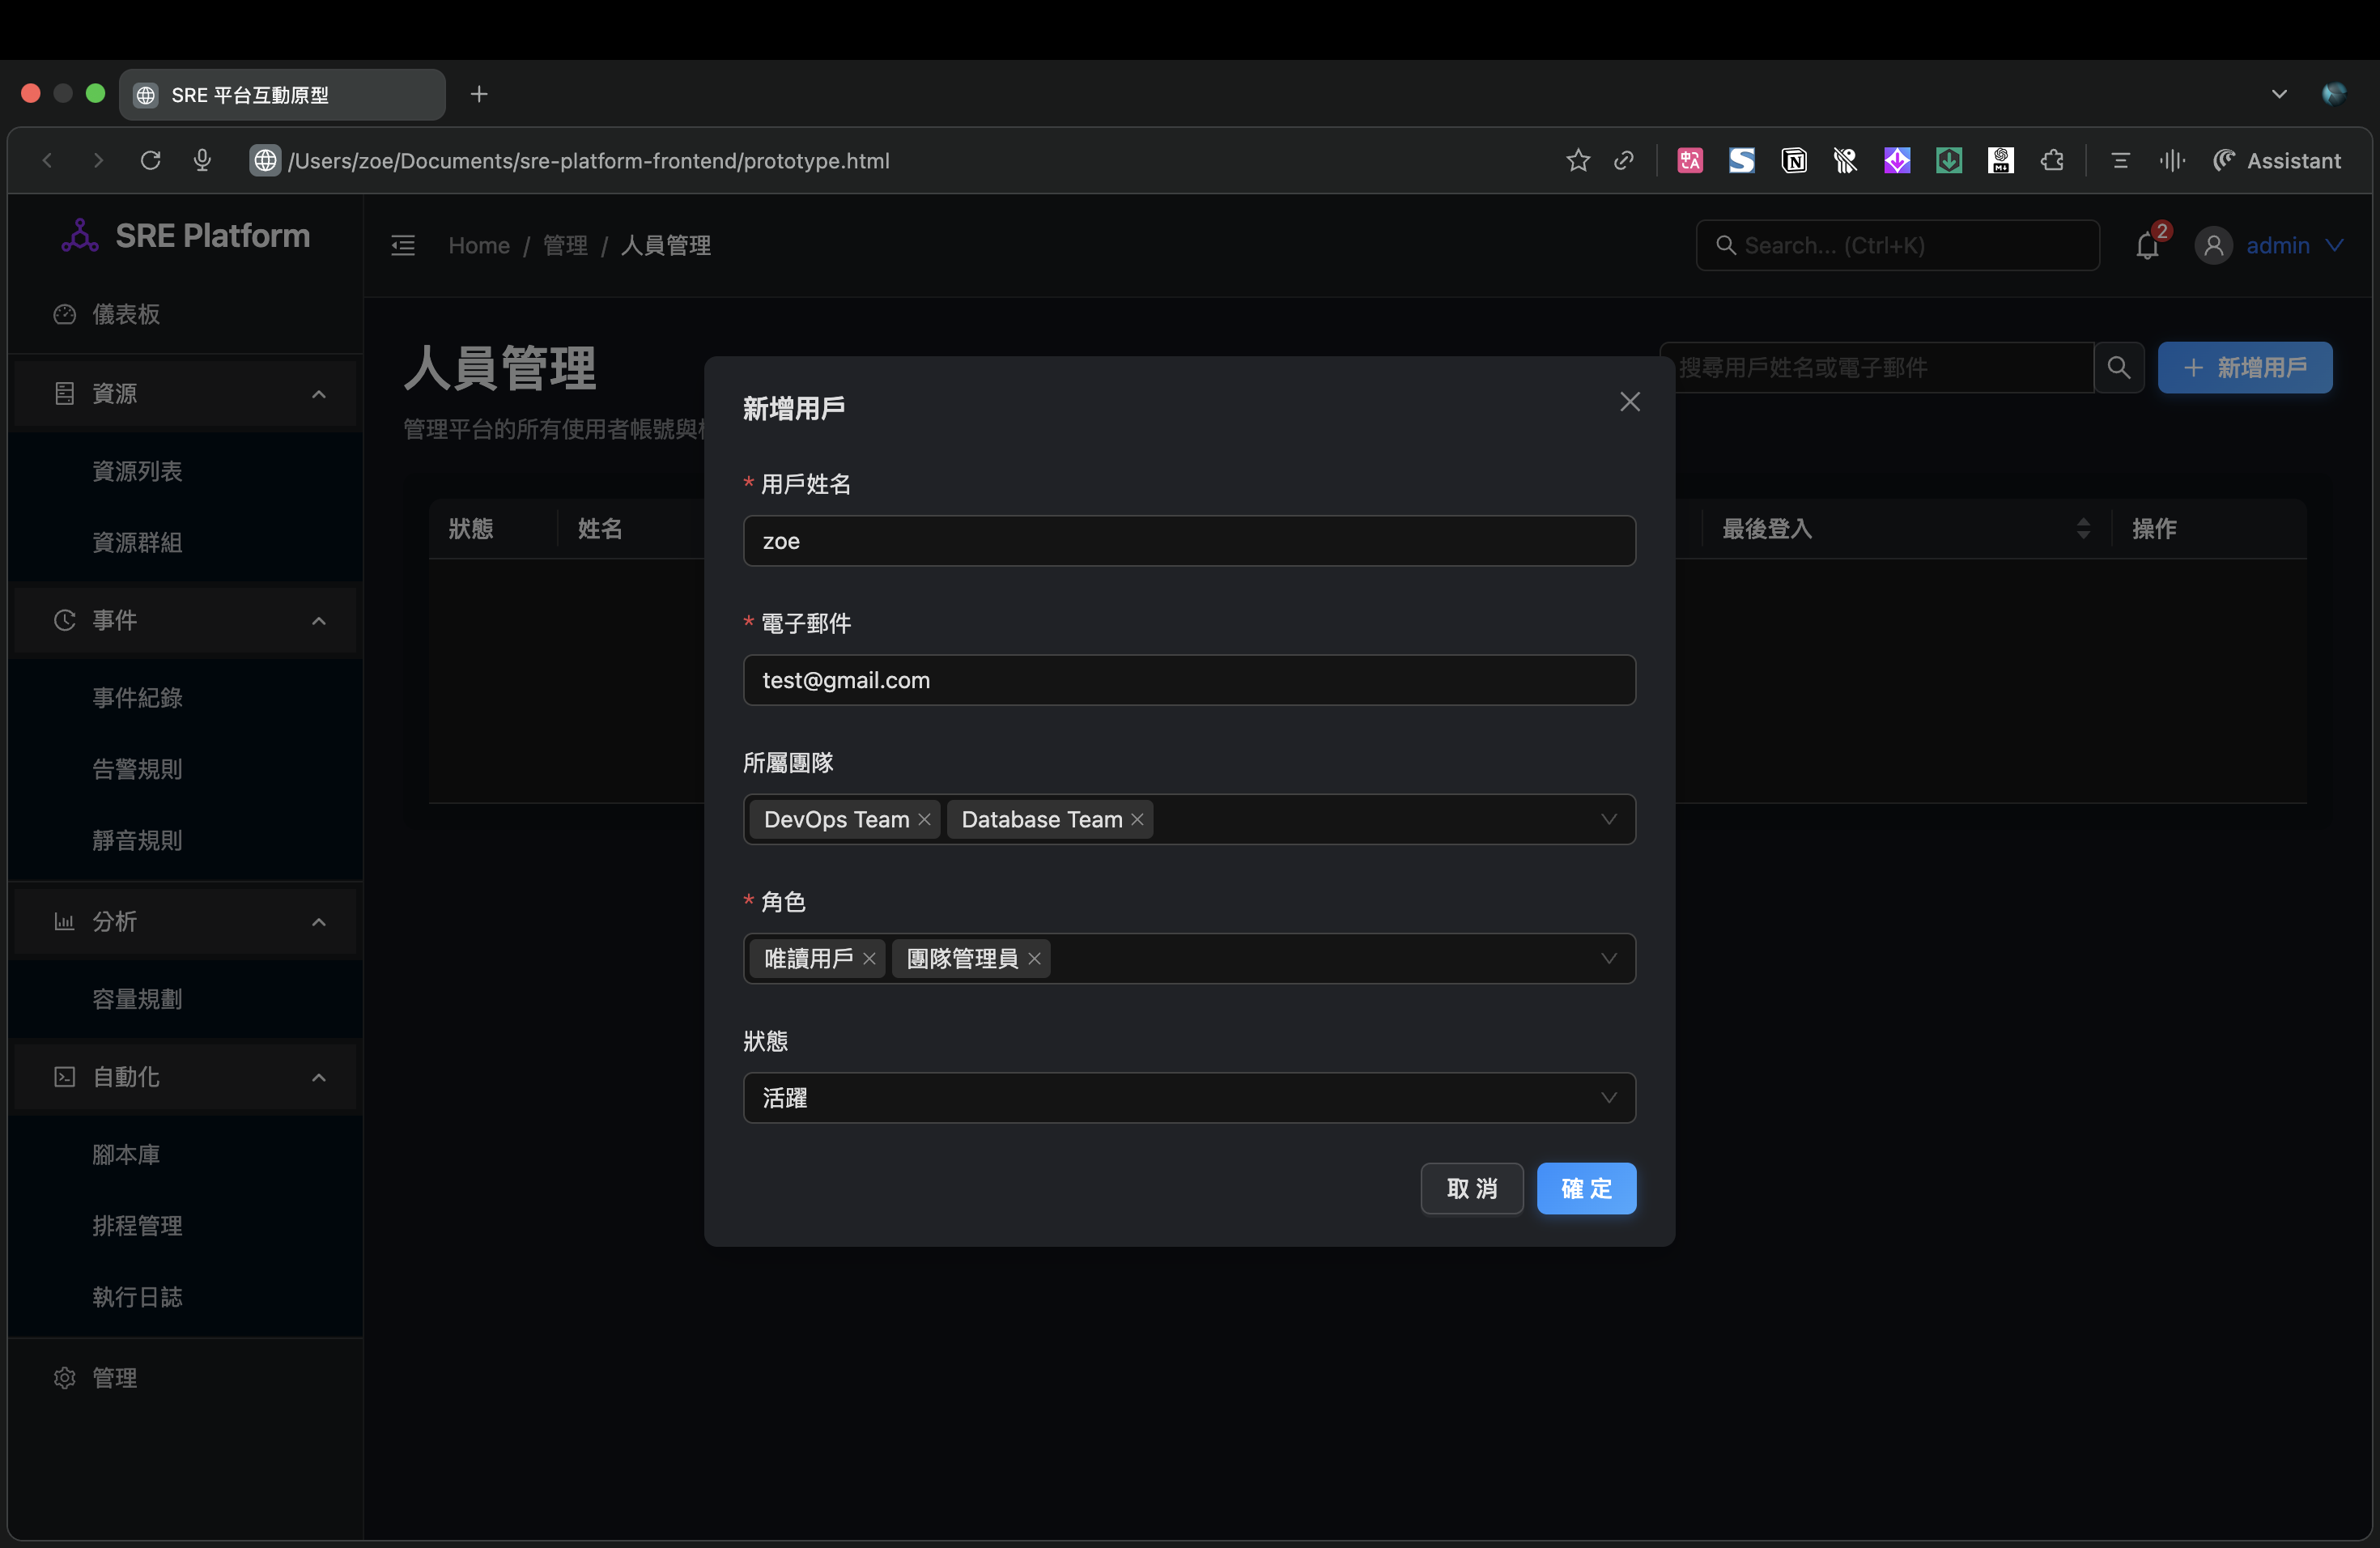 SRE 平台互動原型
/Users/zoe/Documents/sre-platform-frontend/prototype.html
Assistant
SRE Platform
Home / 管理 / 人員管理
Search... (Ctrl+K)
2
admin
儀表板
資源
資源列表
資源群組
事件
事件紀錄
告警規則
靜音規則
分析
容量規劃
自動化
腳本庫
排程管理
執行日誌
管理
人員管理
管理平台的所有使用者帳號與
搜尋用戶姓名或電子郵件
新增用戶
狀態
姓名
最後登入
操作
新增用戶
* 用戶姓名
zoe
* 電子郵件
test@gmail.com
所屬團隊
DevOps Team
Database Team
* 角色
唯讀用戶
團隊管理員
狀態
活躍
取 消
確 定